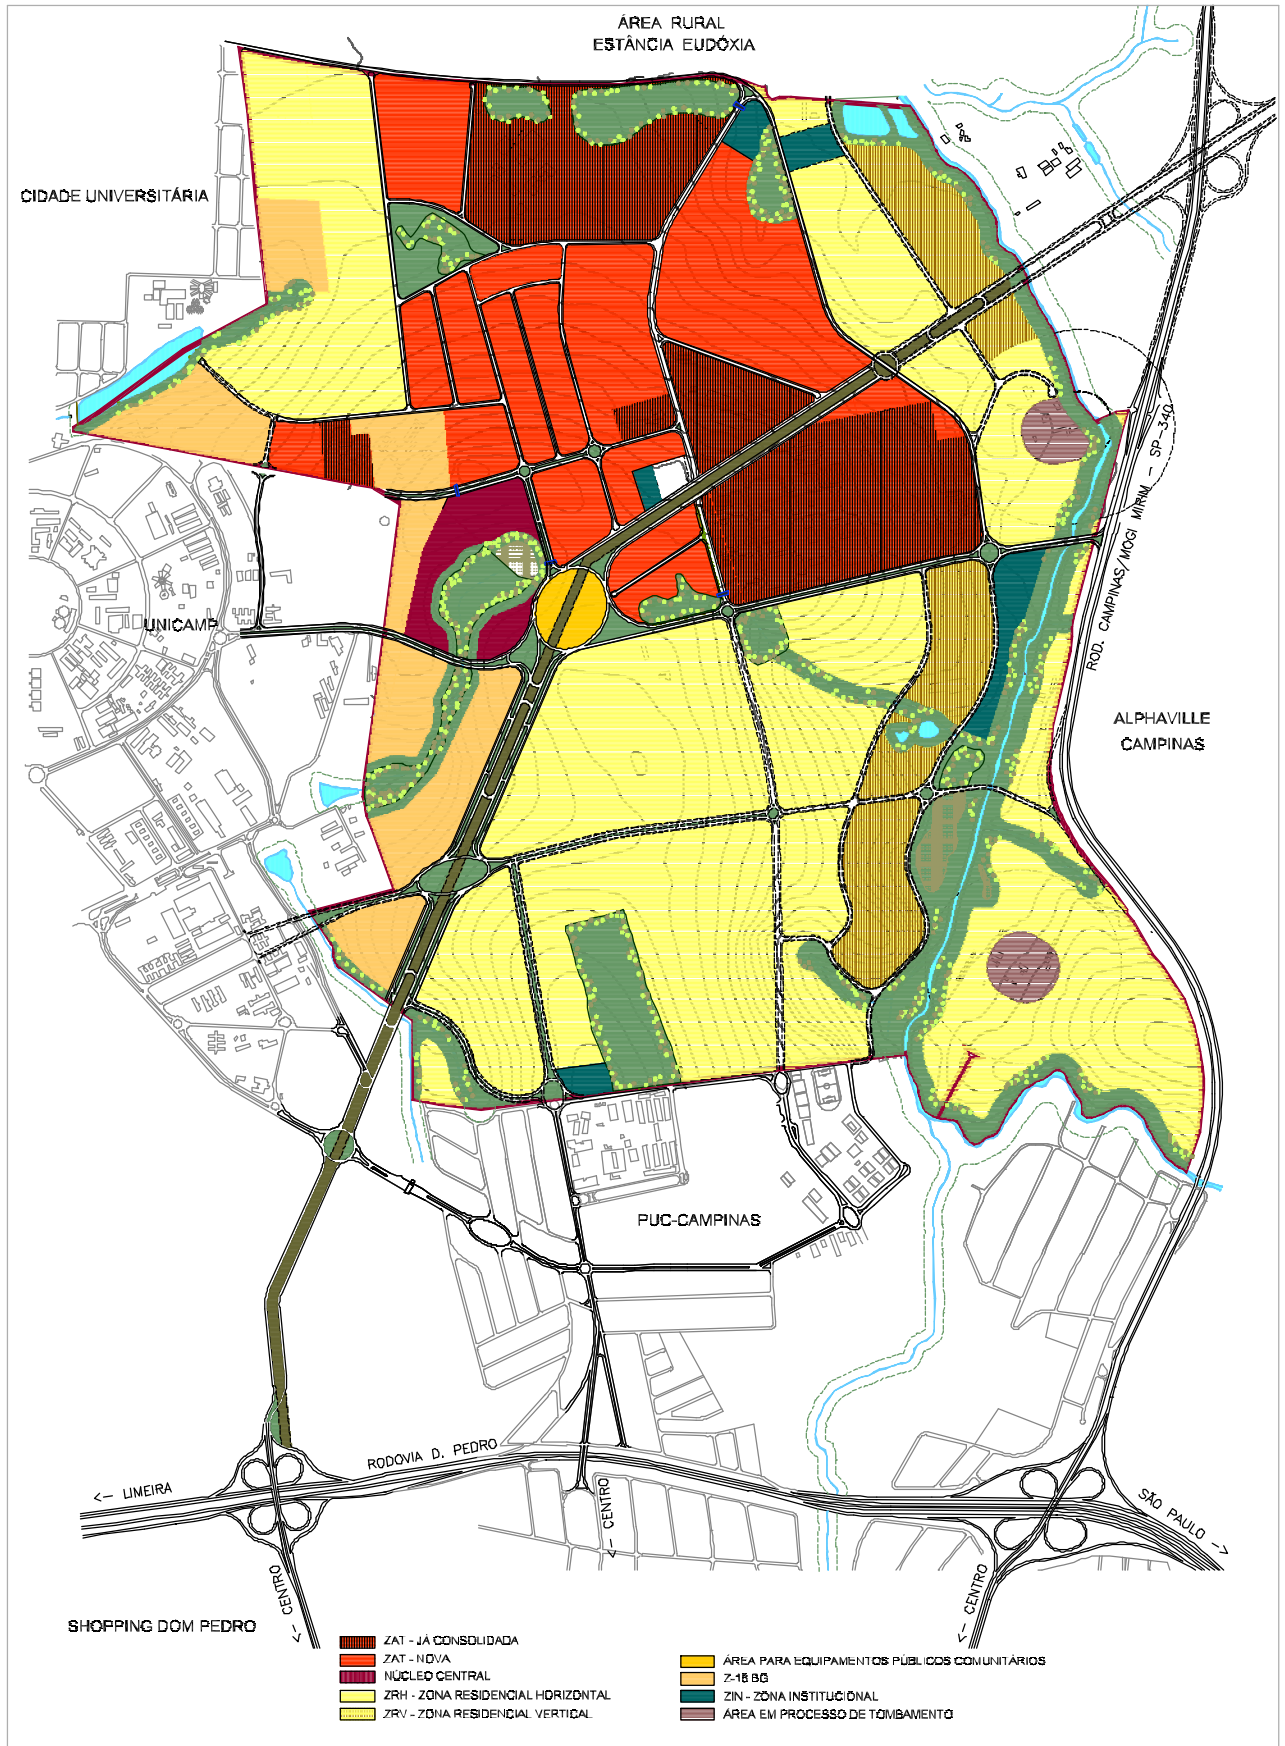 ÁREA RURAL
ESTÂNCIA EUDÓXIA
CIDADE UNIVERSITÁRIA
ROD. CAMPINAS/MOGI MIRIM - SP-340
UNICAMP
ALPHAVILLE
CAMPINAS
PUC-CAMPINAS
RODOVIA D. PEDRO
<-- LIMEIRA
<-- CENTRO
SÃO PAULO -->
<-- CENTRO
<-- CENTRO
SHOPPING DOM PEDRO
ZAT - JÁ CONSOLIDADA
ZAT - NOVA
NÚCLEO CENTRAL
ZRH - ZONA RESIDENCIAL HORIZONTAL
ZRV - ZONA RESIDENCIAL VERTICAL
ÁREA PARA EQUIPAMENTOS PÚBLICOS COMUNITÁRIOS
Z-18 BG
ZIN - ZONA INSTITUCIONAL
ÁREA EM PROCESSO DE TOMBAMENTO